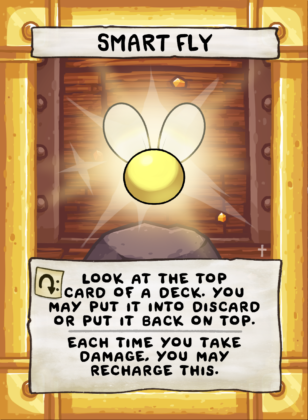 SMART FLY
LOOK AT THE TOP
CARD OF A DECK. YOU
MAY PUT IT INTO DISCARD
OR PUT IT BACK ON TOP.
EACH TIME YOU TAKE
DAMAGE, YOU MAY
RECHARGE THIS.